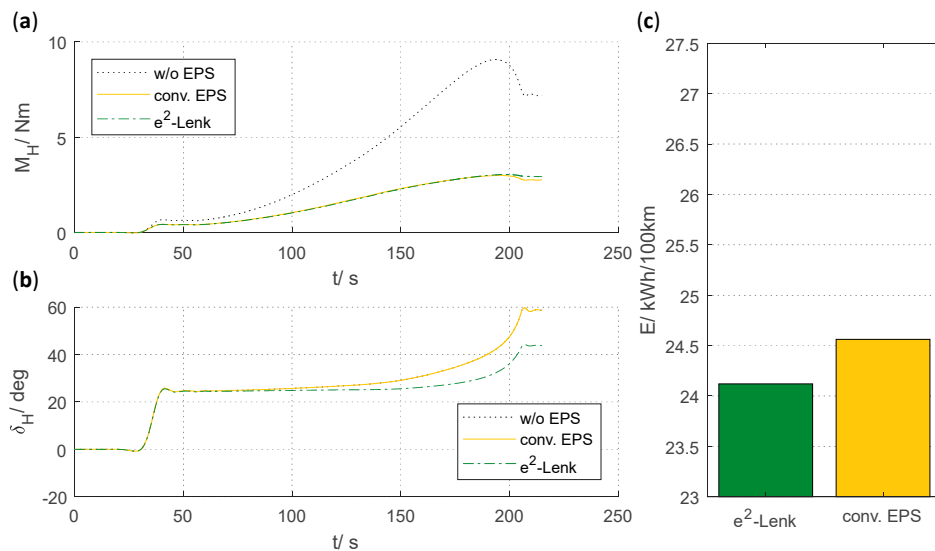 (a)
10
5
0
M_H/ Nm
w/o EPS
conv. EPS
e²-Lenk
0 50 100 150 200 250
t/ s
(b)
60
40
20
0
-20
δ_H/ deg
w/o EPS
conv. EPS
e²-Lenk
0 50 100 150 200 250
t/ s
(c)
27.5
27
26.5
26
25.5
25
24.5
24
23.5
23
E/ kWh/100km
e²-Lenk conv. EPS